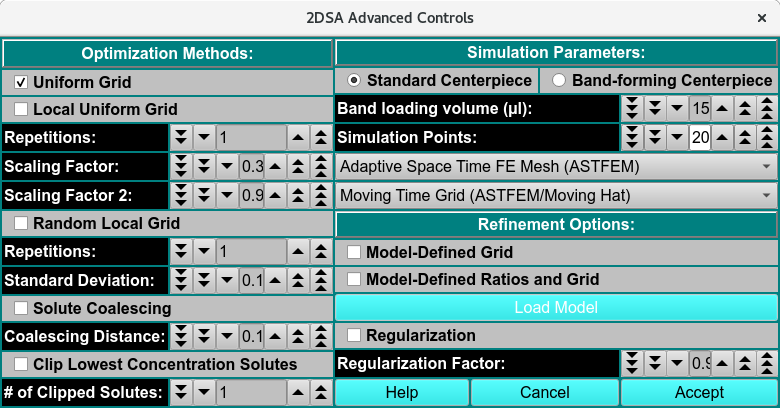 2DSA Advanced Controls
Optimization Methods:
Uniform Grid
Local Uniform Grid
Repetitions: 1
Scaling Factor: 0.3
Scaling Factor 2: 0.9
Random Local Grid
Repetitions: 1
Standard Deviation: 0.1
Solute Coalescing
Coalescing Distance: 0.1
Clip Lowest Concentration Solutes
# of Clipped Solutes: 1
Simulation Parameters:
Standard Centerpiece Band-forming Centerpiece
Band loading volume (µl): 15
Simulation Points: 20
Adaptive Space Time FE Mesh (ASTFEM)
Moving Time Grid (ASTFEM/Moving Hat)
Refinement Options:
Model-Defined Grid
Model-Defined Ratios and Grid
Load Model
Regularization
Regularization Factor: 0.9
Help Cancel Accept